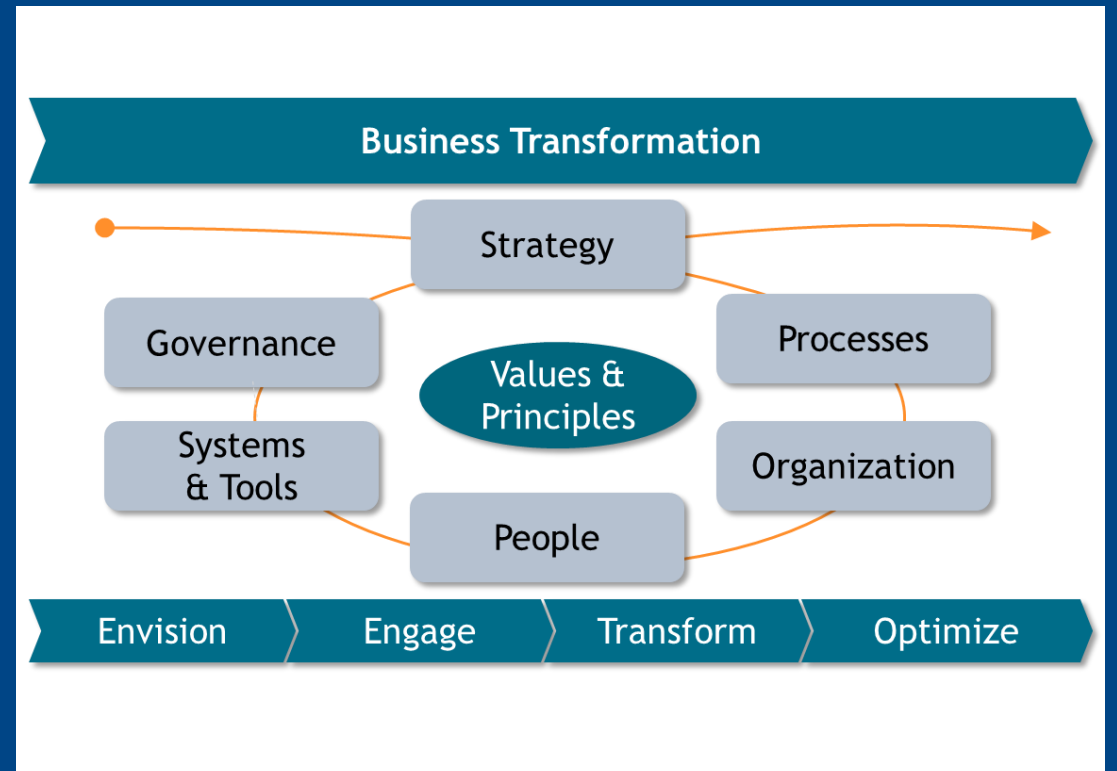 Business Transformation
Strategy
Governance
Processes
Values &
Principles
Systems
& Tools
Organization
People
Envision
Engage
Transform
Optimize